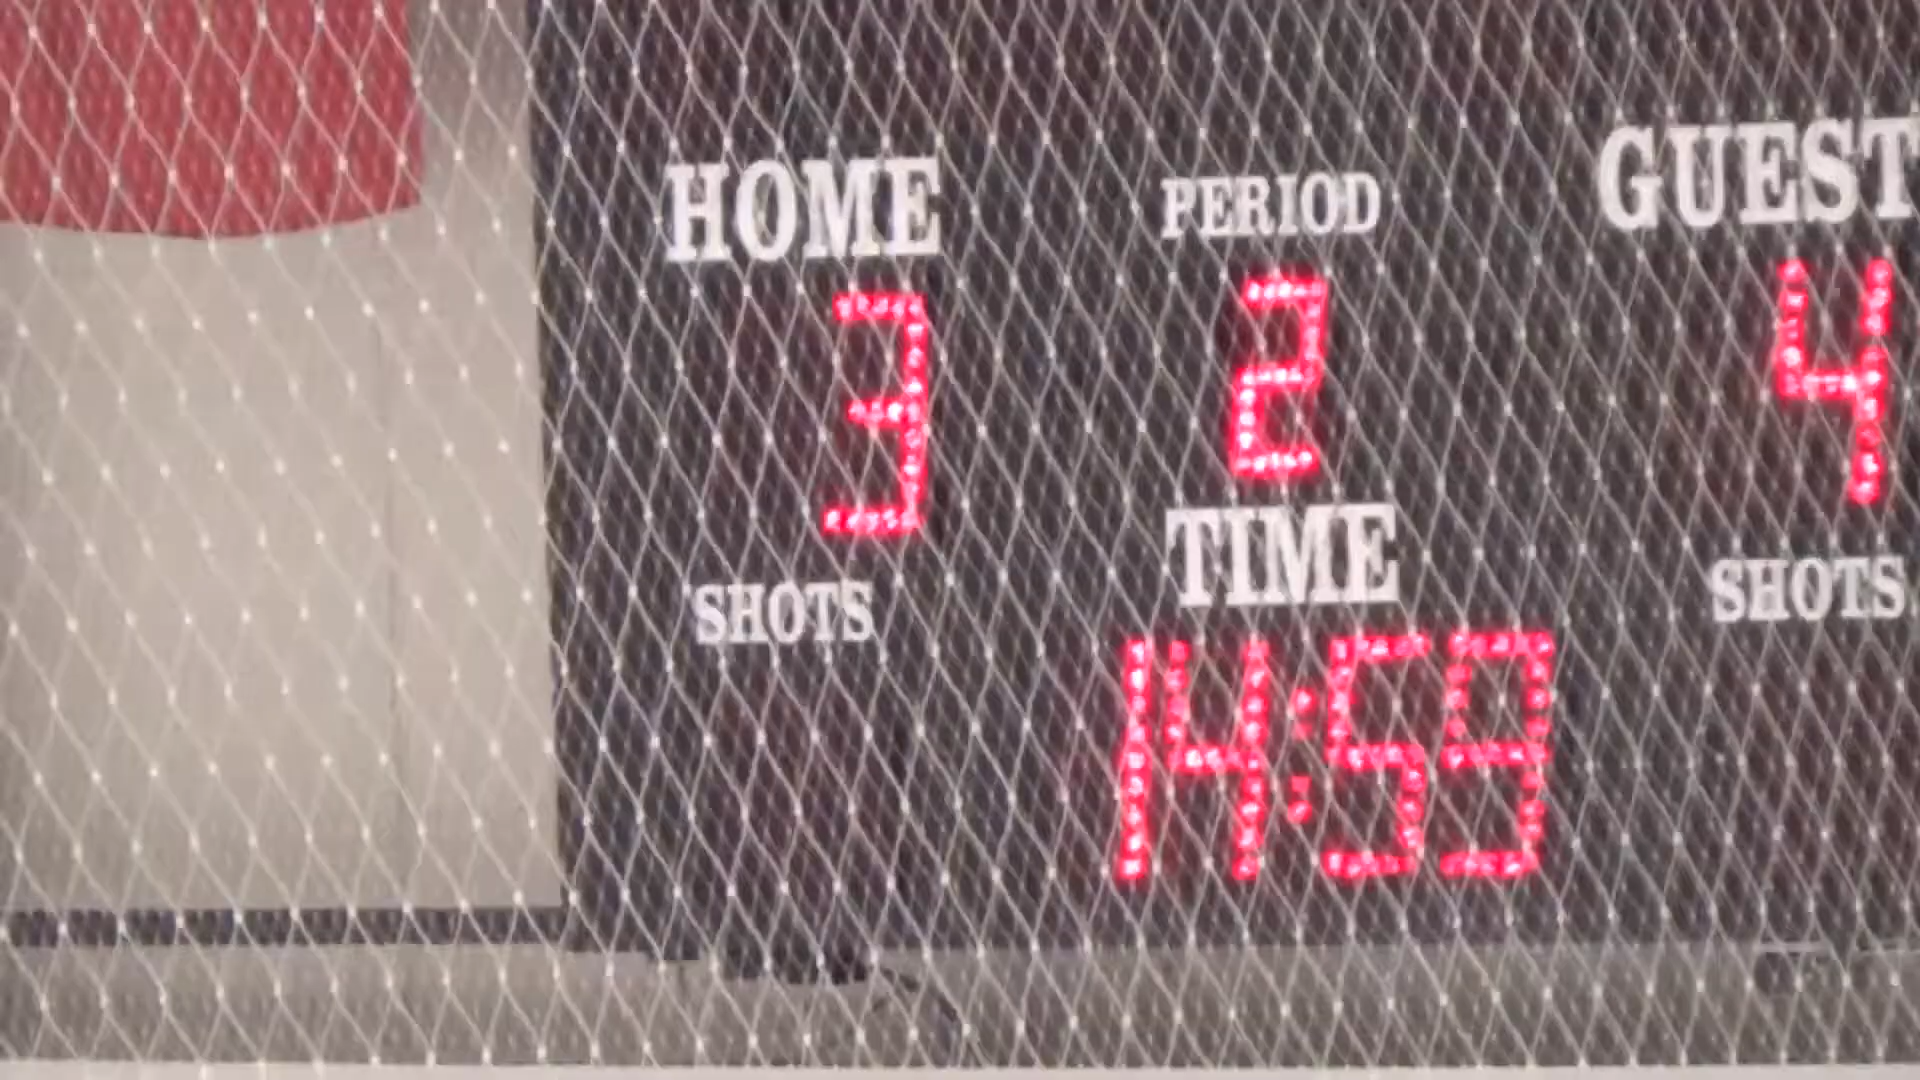 HOME PERIOD GUEST
3 2 4
TIME
SHOTS SHOTS
14:59